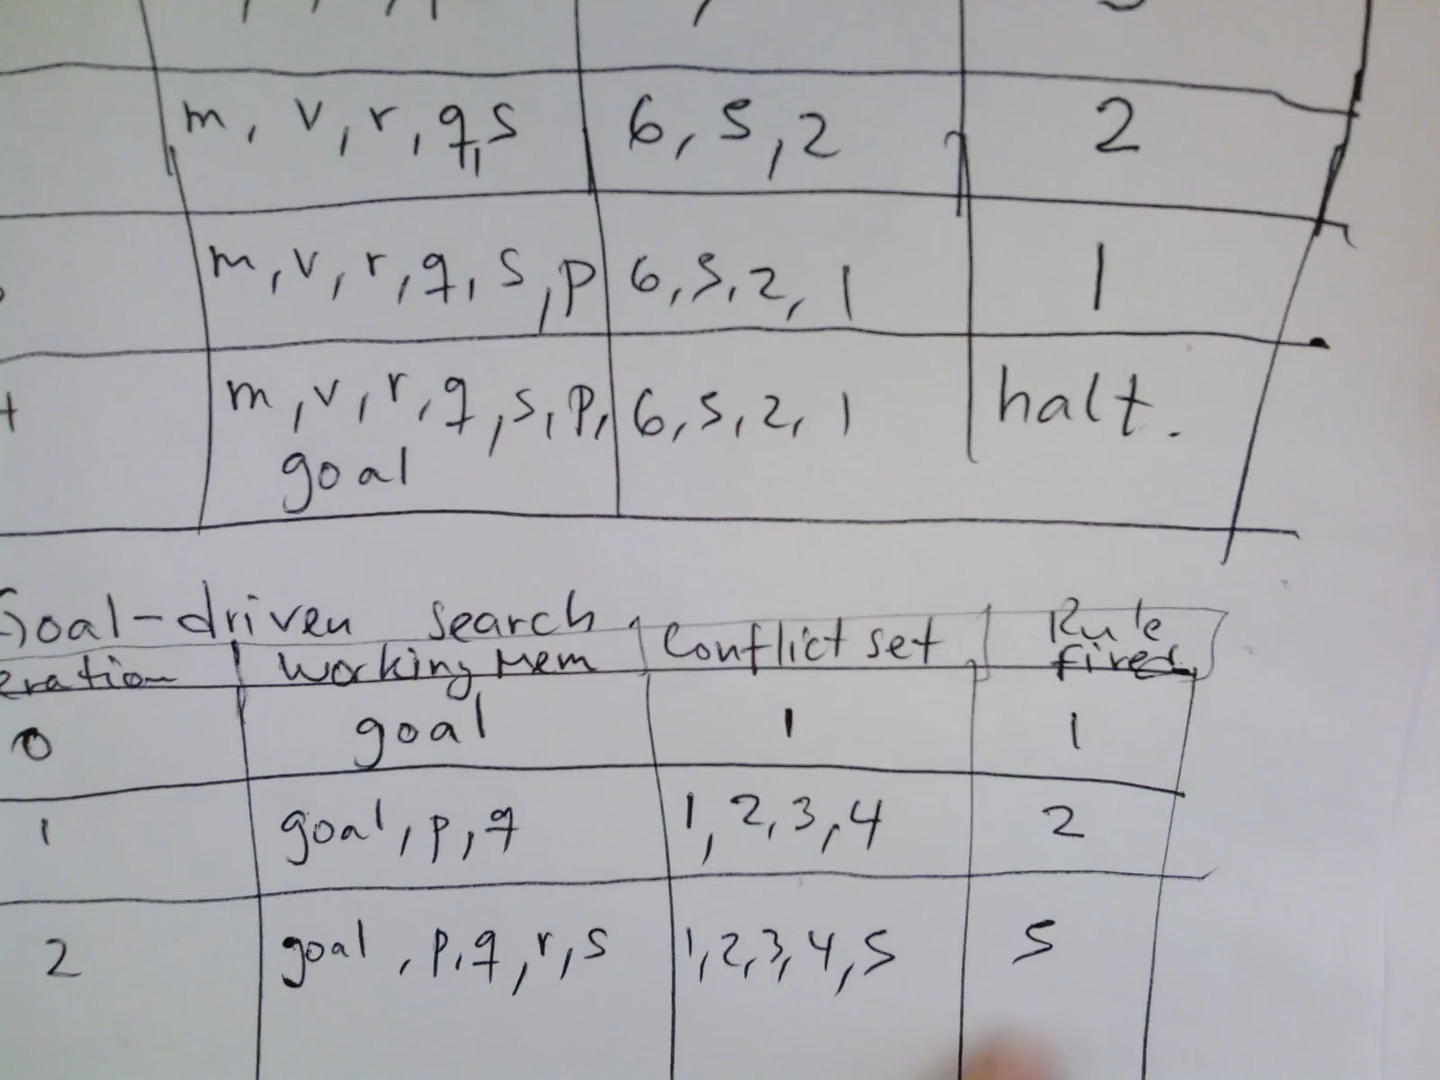 m, v, r, q, s 6, 5, 2 2
m, v, r, q, s, p 6, 5, 2, 1 1
m, v, r, q, s, p, 6, 5, 2, 1 halt.
goal
Goal-driven search
eration Working Mem Conflict set Rule
fires
0 goal 1 1
1 goal, p, q 1, 2, 3, 4 2
2 goal, p, q, r, s 1, 2, 3, 4, 5 5